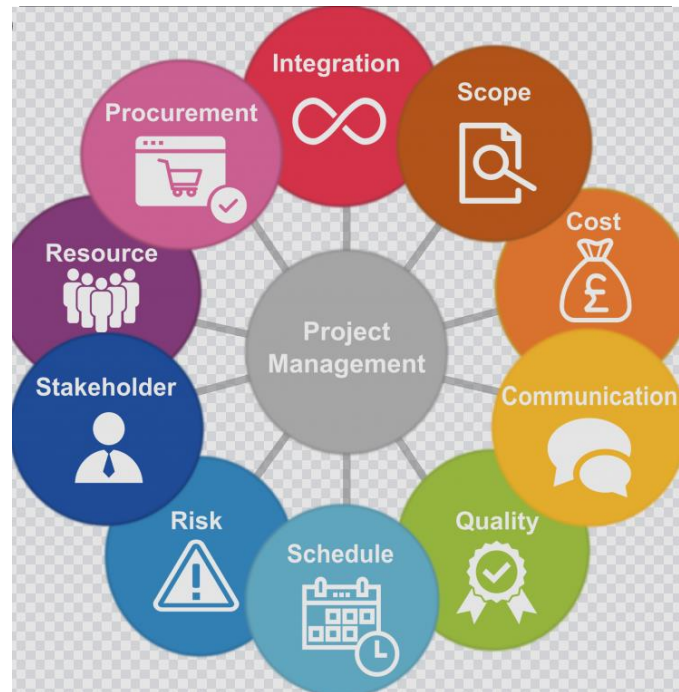 Integration
Scope
Cost
Communication
Quality
Schedule
Risk
Stakeholder
Resource
Procurement
Project
Management
£